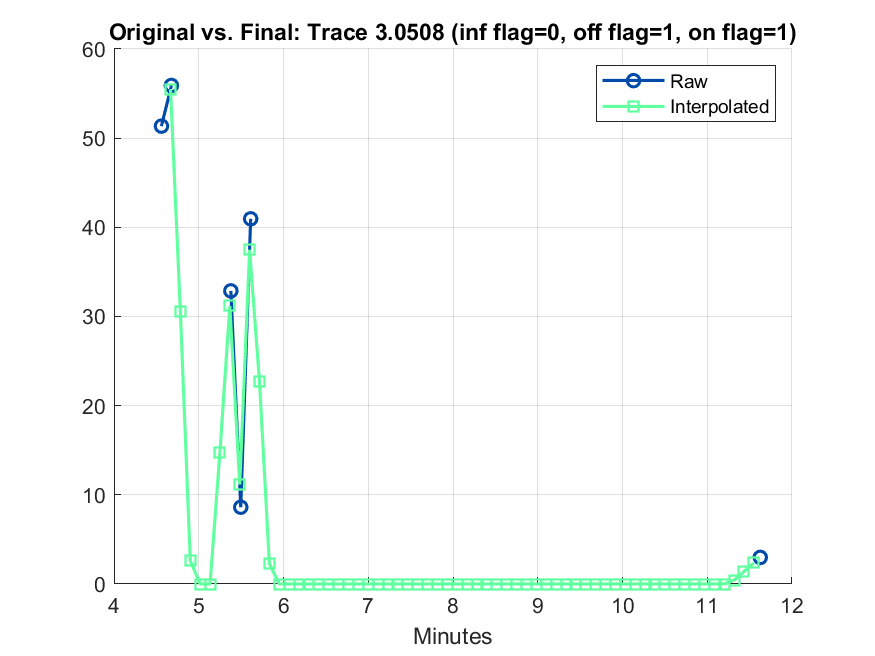 Original vs. Final: Trace 3.0508 (inf flag=0, off flag=1, on flag=1)
60
50
40
30
20
10
0
Raw
Interpolated
4 5 6 7 8 9 10 11 12
Minutes